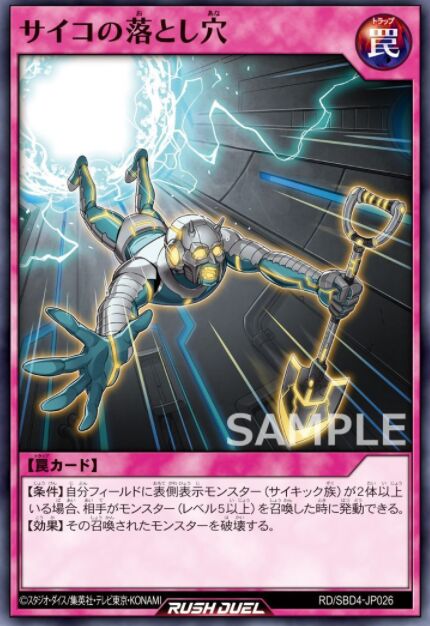 サイコの落とし穴
トラップ
罠
SAMPLE
【罠カード】
【条件】自分フィールドに表側表示モンスター(サイキック族)が2体以上
いる場合、相手がモンスター(レベル5以上)を召喚した時に発動できる。
【効果】その召喚されたモンスターを破壊する。
©スタジオ・ダイス/集英社・テレビ東京・KONAMI
RUSH DUEL
RD/SBD4-JP026